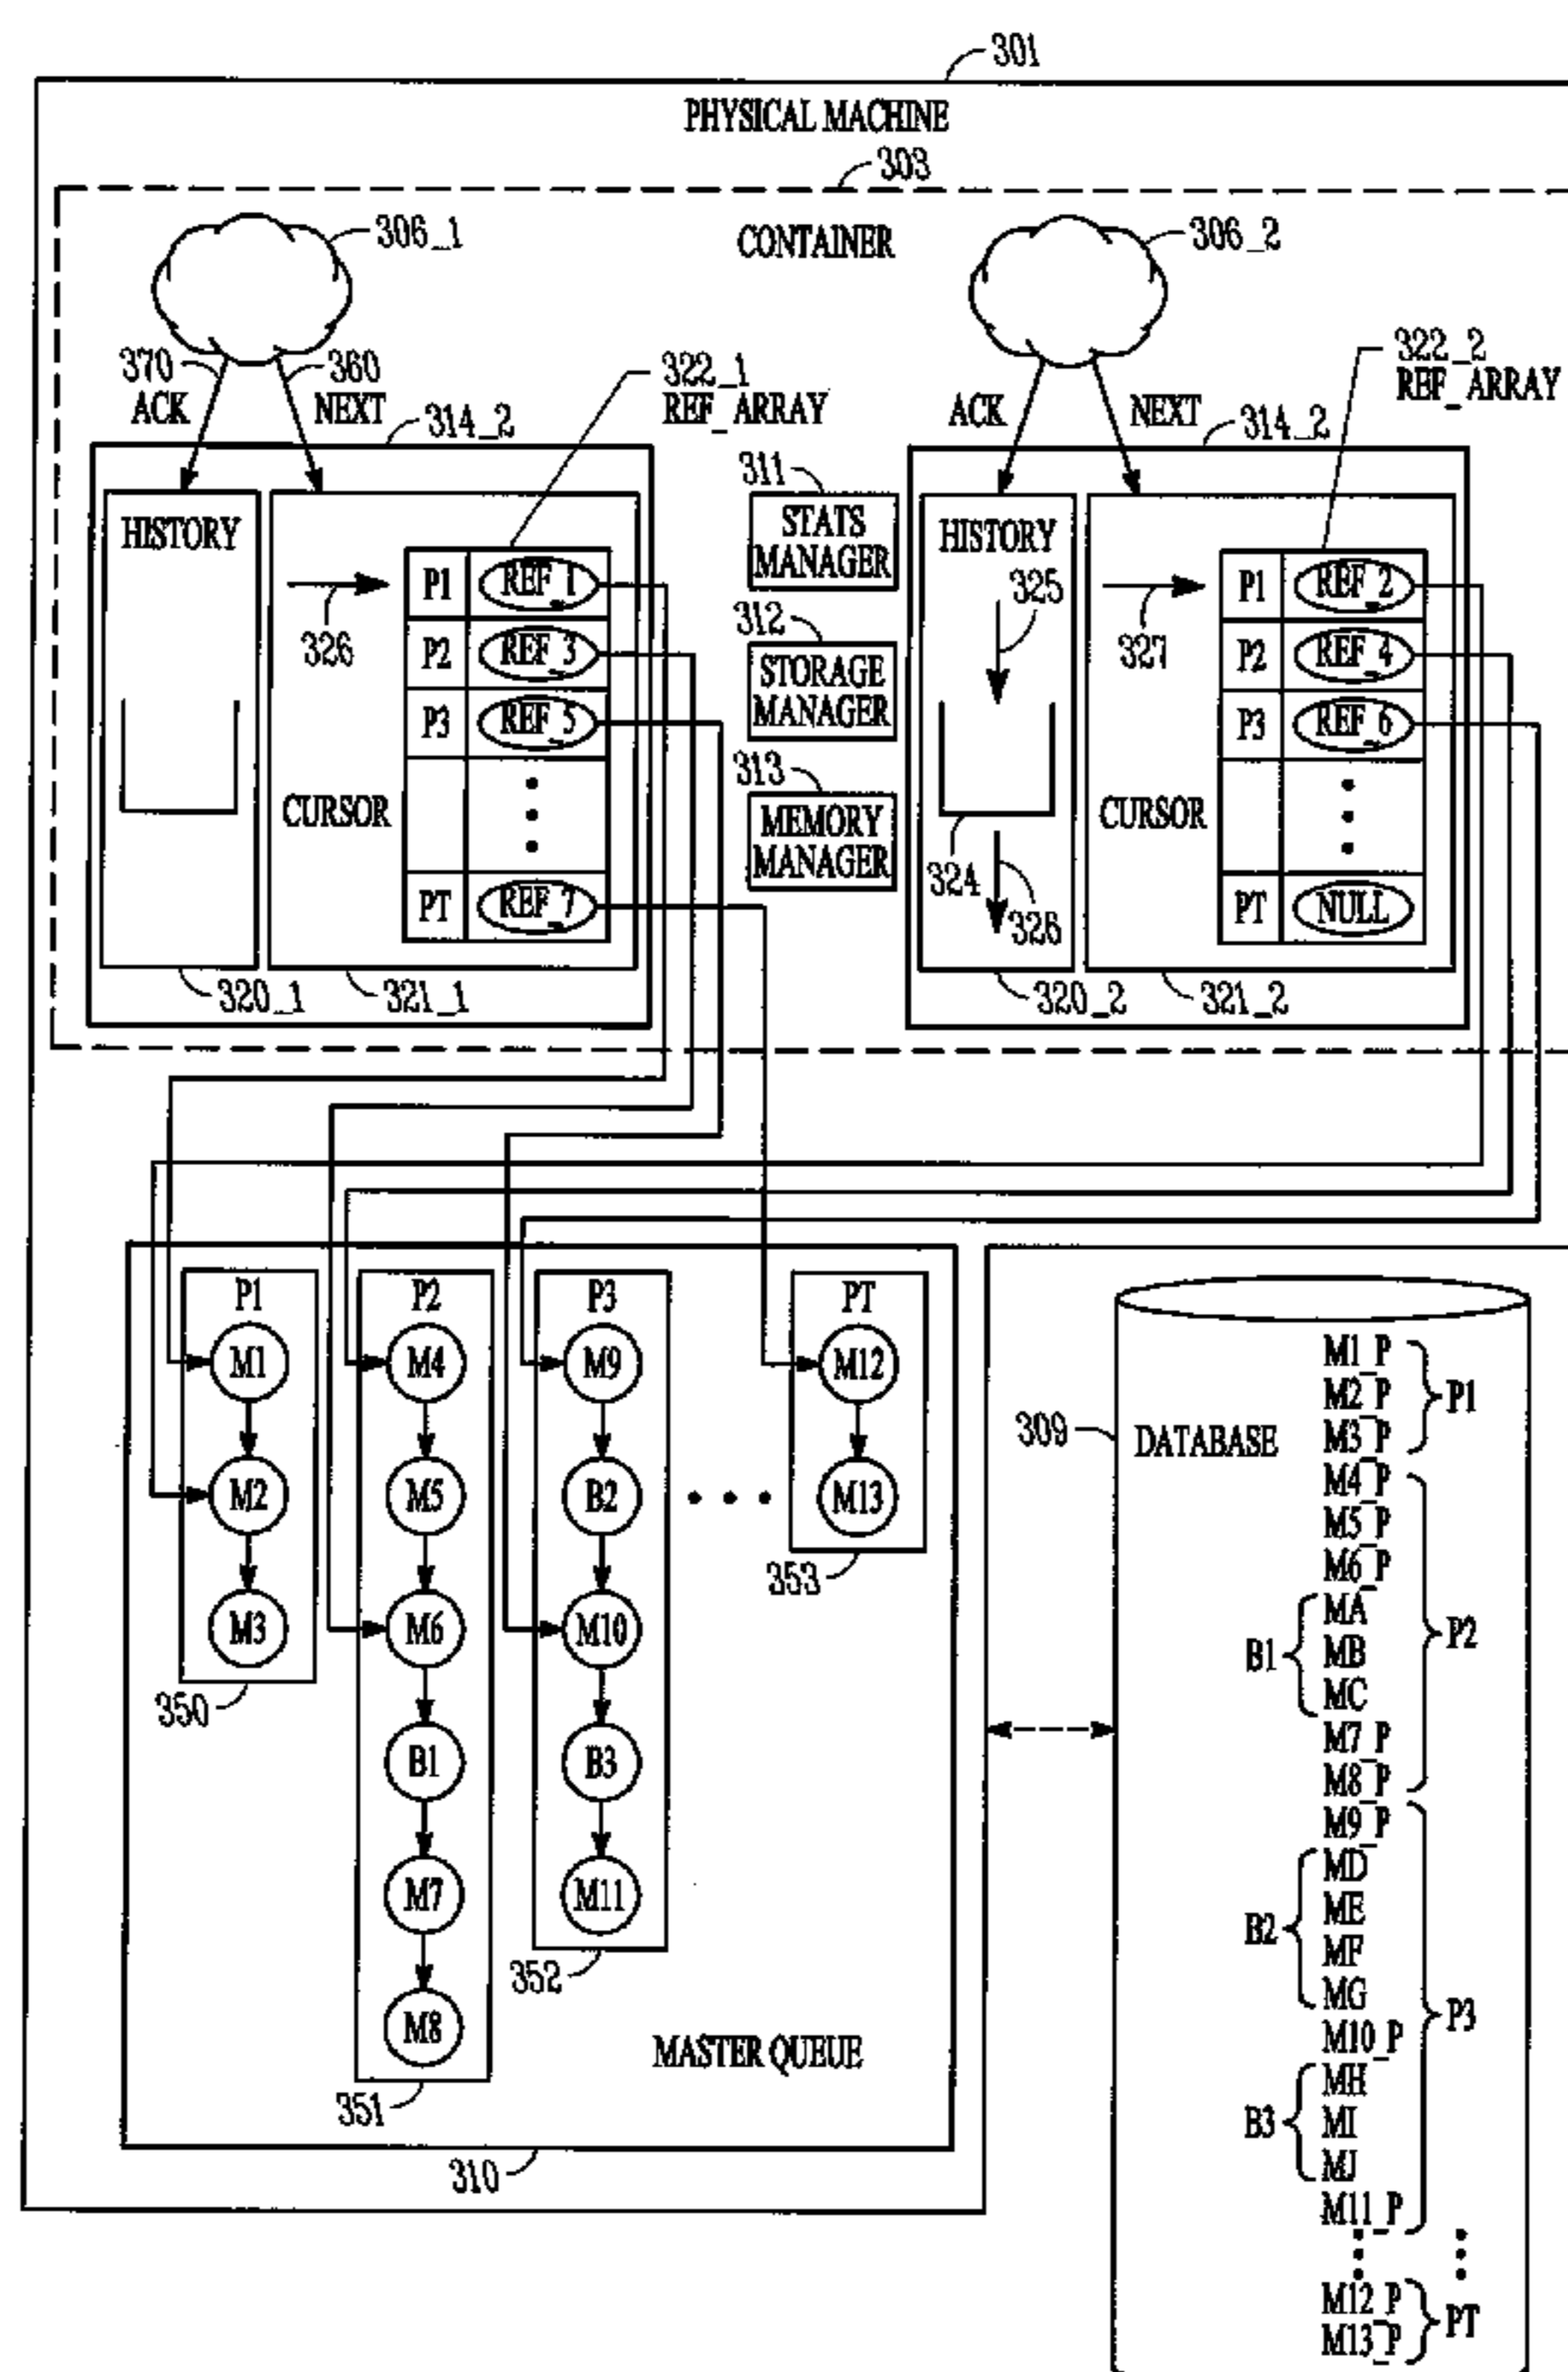 301
PHYSICAL MACHINE
303
306_1
CONTAINER
306_2
370
ACK
360
NEXT
322_1
REF_ARRAY
314_2
ACK
NEXT
322_2
REF_ARRAY
314_2
HISTORY
326
CURSOR
P1 REF_1
P2 REF_3
P3 REF_5
PT REF_7
320_1
321_1
311
STATS
MANAGER
312
STORAGE
MANAGER
313
MEMORY
MANAGER
HISTORY
325
324
326
327
CURSOR
P1 REF_2
P2 REF_4
P3 REF_6
PT NULL
320_2
321_2
P1
M1
M2
M3
350
P2
M4
M5
M6
B1
M7
M8
351
P3
M9
B2
M10
B3
M11
352
PT
M12
M13
353
MASTER QUEUE
310
309
DATABASE
M1_P
M2_P
M3_P
P1
M4_P
M5_P
M6_P
B1
MA
MB
MC
M7_P
M8_P
P2
M9_P
B2
MD
ME
MF
MG
M10_P
B3
MH
MI
MJ
M11_P
P3
M12_P
M13_P
PT